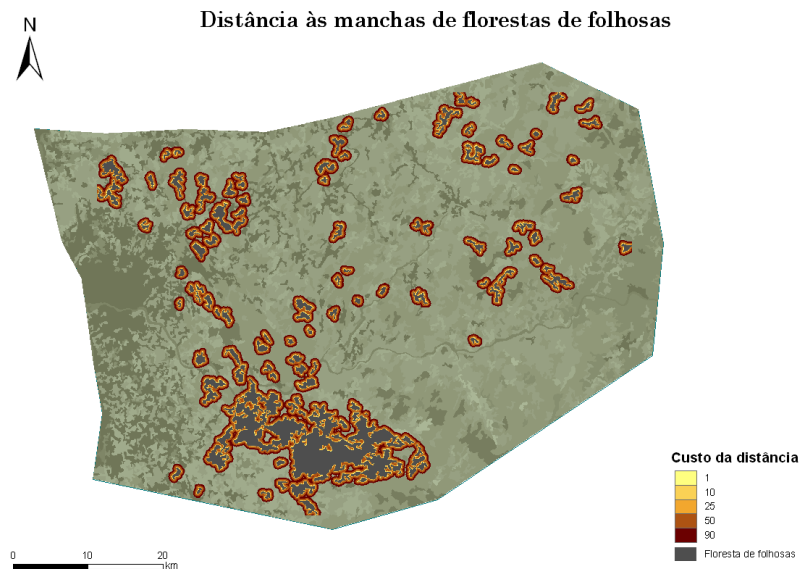 Distância às manchas de florestas de folhosas
N
Custo da distância
1
10
25
50
90
Floresta de folhosas
0 10 20
km